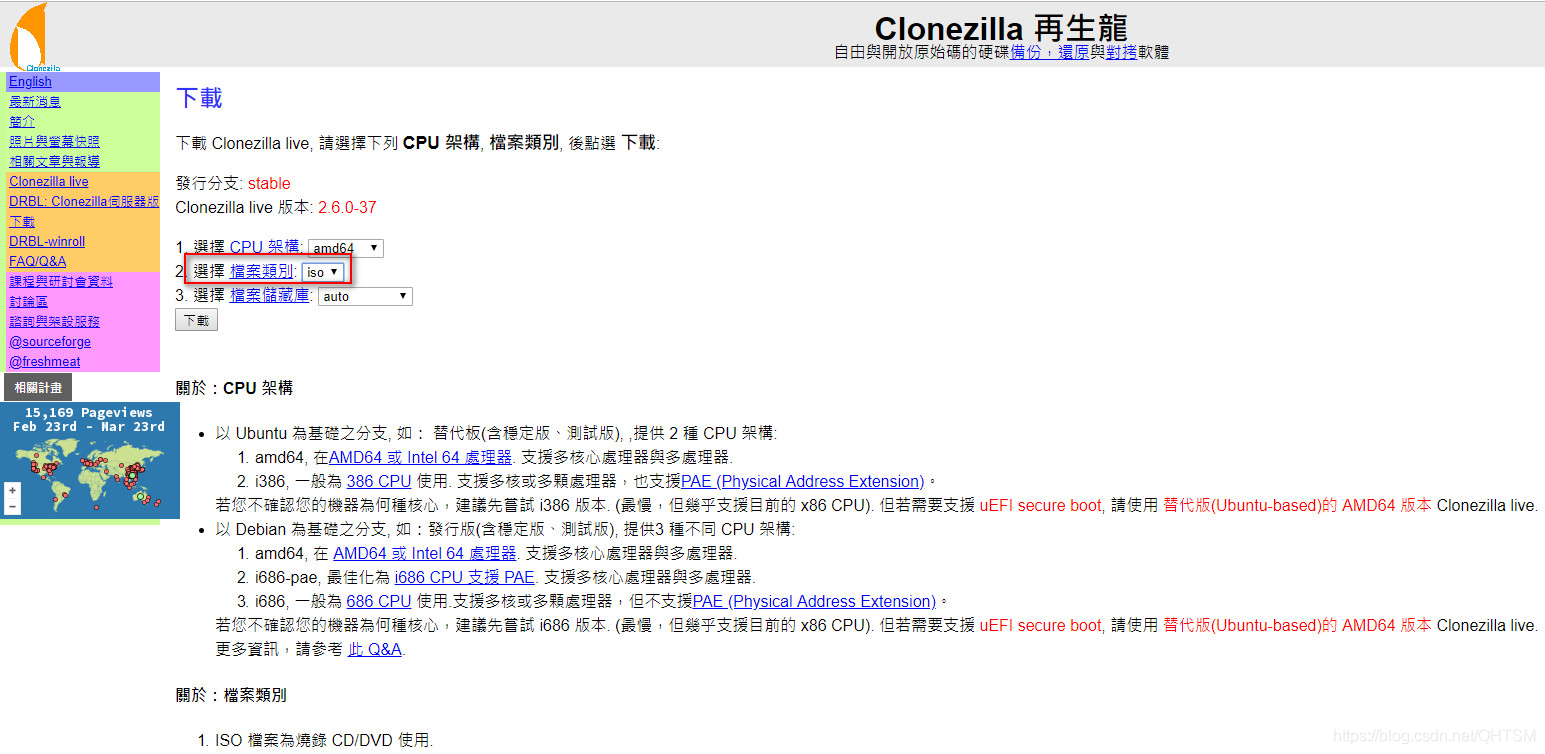 Clonezilla
Clonezilla 再生龍
自由與開放原始碼的硬碟備份，還原與對拷軟體
English
最新消息
簡介
照片與螢幕快照
相關文章與報導
Clonezilla live
DRBL: Clonezilla伺服器版
下載
DRBL-winroll
FAQ/Q&A
課程與研討會資料
討論區
諮詢與架設服務
@sourceforge
@freshmeat
相關計畫
15,169 Pageviews
Feb 23rd - Mar 23rd
+
−
下載
下載 Clonezilla live, 請選擇下列 CPU 架構, 檔案類別, 後點選 下載:
發行分支: stable
Clonezilla live 版本: 2.6.0-37
1. 選擇 CPU 架構: amd64
2. 選擇 檔案類別: iso
3. 選擇 檔案儲藏庫: auto
下載
關於：CPU 架構
• 以 Ubuntu 為基礎之分支, 如： 替代板(含穩定版、測試版), ,提供 2 種 CPU 架構:
1. amd64, 在AMD64 或 Intel 64 處理器. 支援多核心處理器與多處理器.
2. i386, 一般為 386 CPU 使用. 支援多核或多顆處理器，也支援PAE (Physical Address Extension)。
若您不確認您的機器為何種核心，建議先嘗試 i386 版本. (最慢，但幾乎支援目前的 x86 CPU). 但若需要支援 uEFI secure boot, 請使用 替代版(Ubuntu-based)的 AMD64 版本 Clonezilla live.
• 以 Debian 為基礎之分支, 如：發行版(含穩定版、測試版), 提供3 種不同 CPU 架構:
1. amd64, 在 AMD64 或 Intel 64 處理器. 支援多核心處理器與多處理器.
2. i686-pae, 最佳化為 i686 CPU 支援 PAE. 支援多核心處理器與多處理器.
3. i686, 一般為 686 CPU 使用.支援多核或多顆處理器，但不支援PAE (Physical Address Extension)。
若您不確認您的機器為何種核心，建議先嘗試 i686 版本. (最慢，但幾乎支援目前的 x86 CPU). 但若需要支援 uEFI secure boot, 請使用 替代版(Ubuntu-based)的 AMD64 版本 Clonezilla live.
更多資訊，請參考 此 Q&A.
關於：檔案類別
1. ISO 檔案為燒錄 CD/DVD 使用.
https://blog.csdn.net/QHTSM